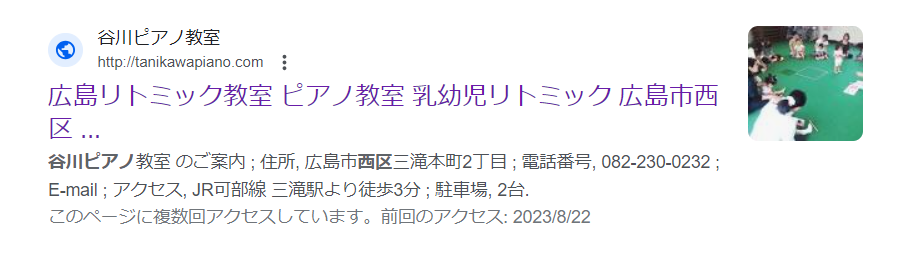 谷川ピアノ教室
http://tanikawapiano.com
広島リトミック教室 ピアノ教室 乳幼児リトミック 広島市西
区 ...
谷川ピアノ教室 のご案内 ; 住所, 広島市西区三滝本町2丁目 ; 電話番号, 082-230-0232 ;
E-mail ; アクセス, JR可部線 三滝駅より徒歩3分 ; 駐車場, 2台.
このページに複数回アクセスしています。前回のアクセス: 2023/8/22